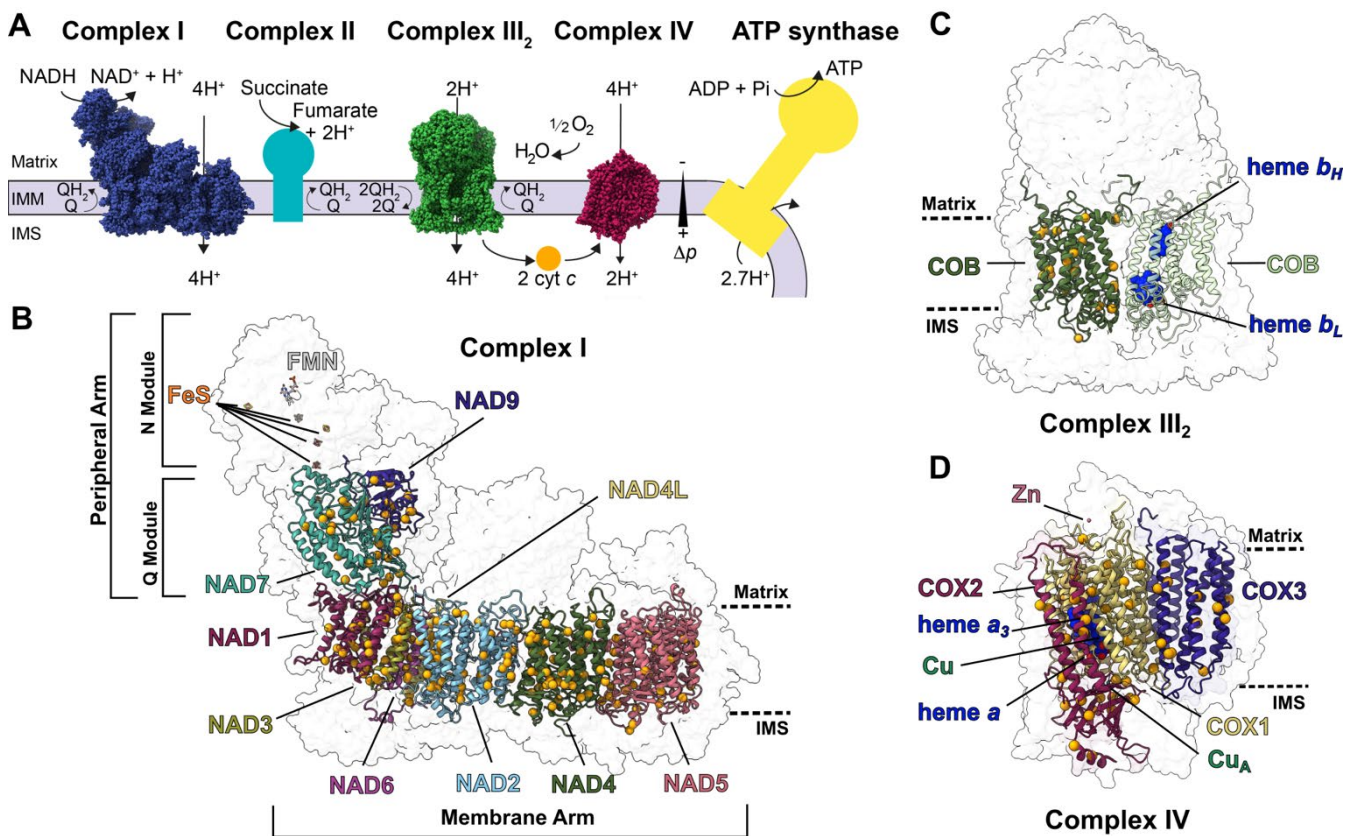 A
Complex I
Complex II
Complex III₂
Complex IV
ATP synthase
NADH
NAD⁺ + H⁺
4H⁺
Succinate
Fumarate
+ 2H⁺
2H⁺
½O₂
H₂O
4H⁺
ADP + Pi
ATP
Matrix
IMM
IMS
QH₂
Q
QH₂
Q
2QH₂
2Q
QH₂
Q
-
+
Δp
4H⁺
4H⁺
2 cyt c
2H⁺
2.7H⁺
B
Complex I
Peripheral Arm
N Module
Q Module
FMN
FeS
NAD9
NAD4L
NAD7
NAD1
NAD3
NAD6
NAD2
NAD4
NAD5
Matrix
IMS
Membrane Arm
C
heme b_H
Matrix
COB
COB
IMS
heme b_L
Complex III₂
D
Zn
Matrix
COX2
COX3
heme a₃
Cu
heme a
IMS
COX1
Cu_A
Complex IV